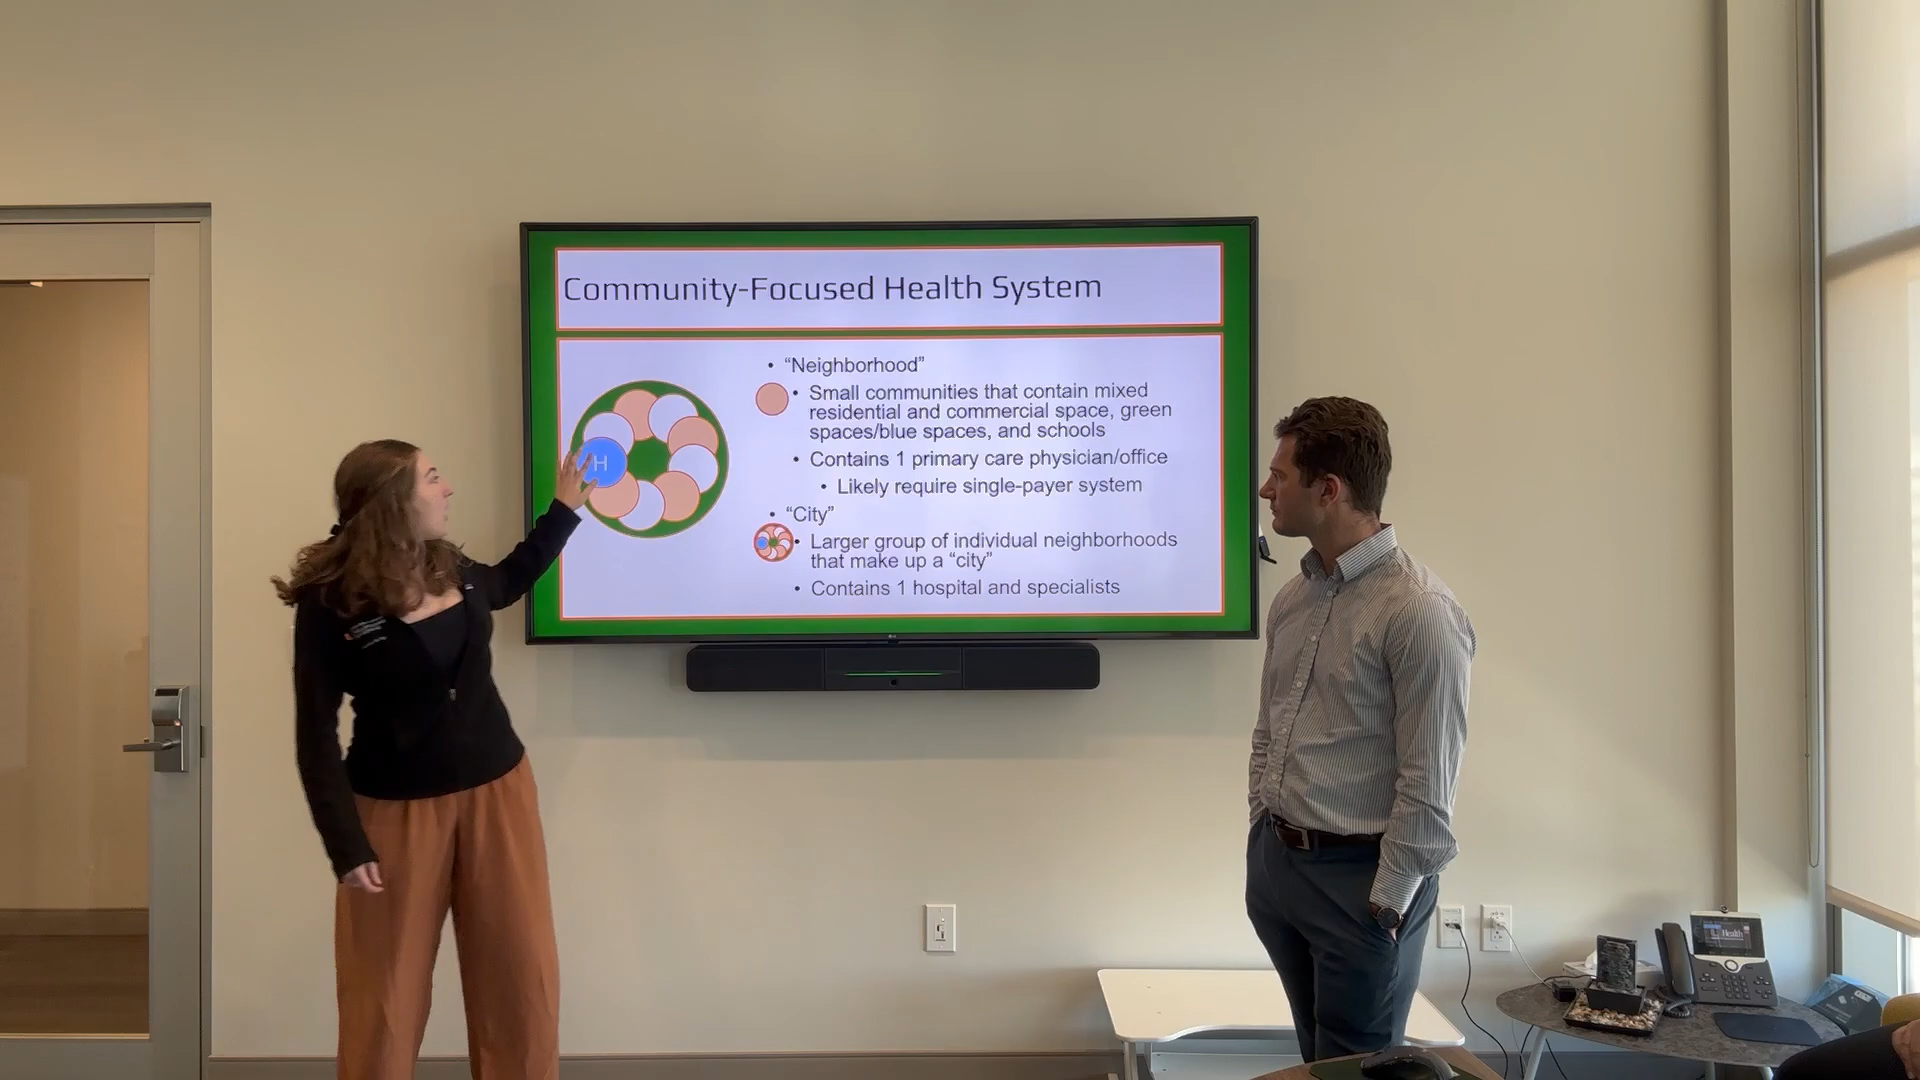 Community-Focused Health System
• “Neighborhood”
• Small communities that contain mixed
residential and commercial space, green
spaces/blue spaces, and schools
• Contains 1 primary care physician/office
• Likely require single-payer system
• “City”
• Larger group of individual neighborhoods
that make up a “city”
• Contains 1 hospital and specialists
H
Health